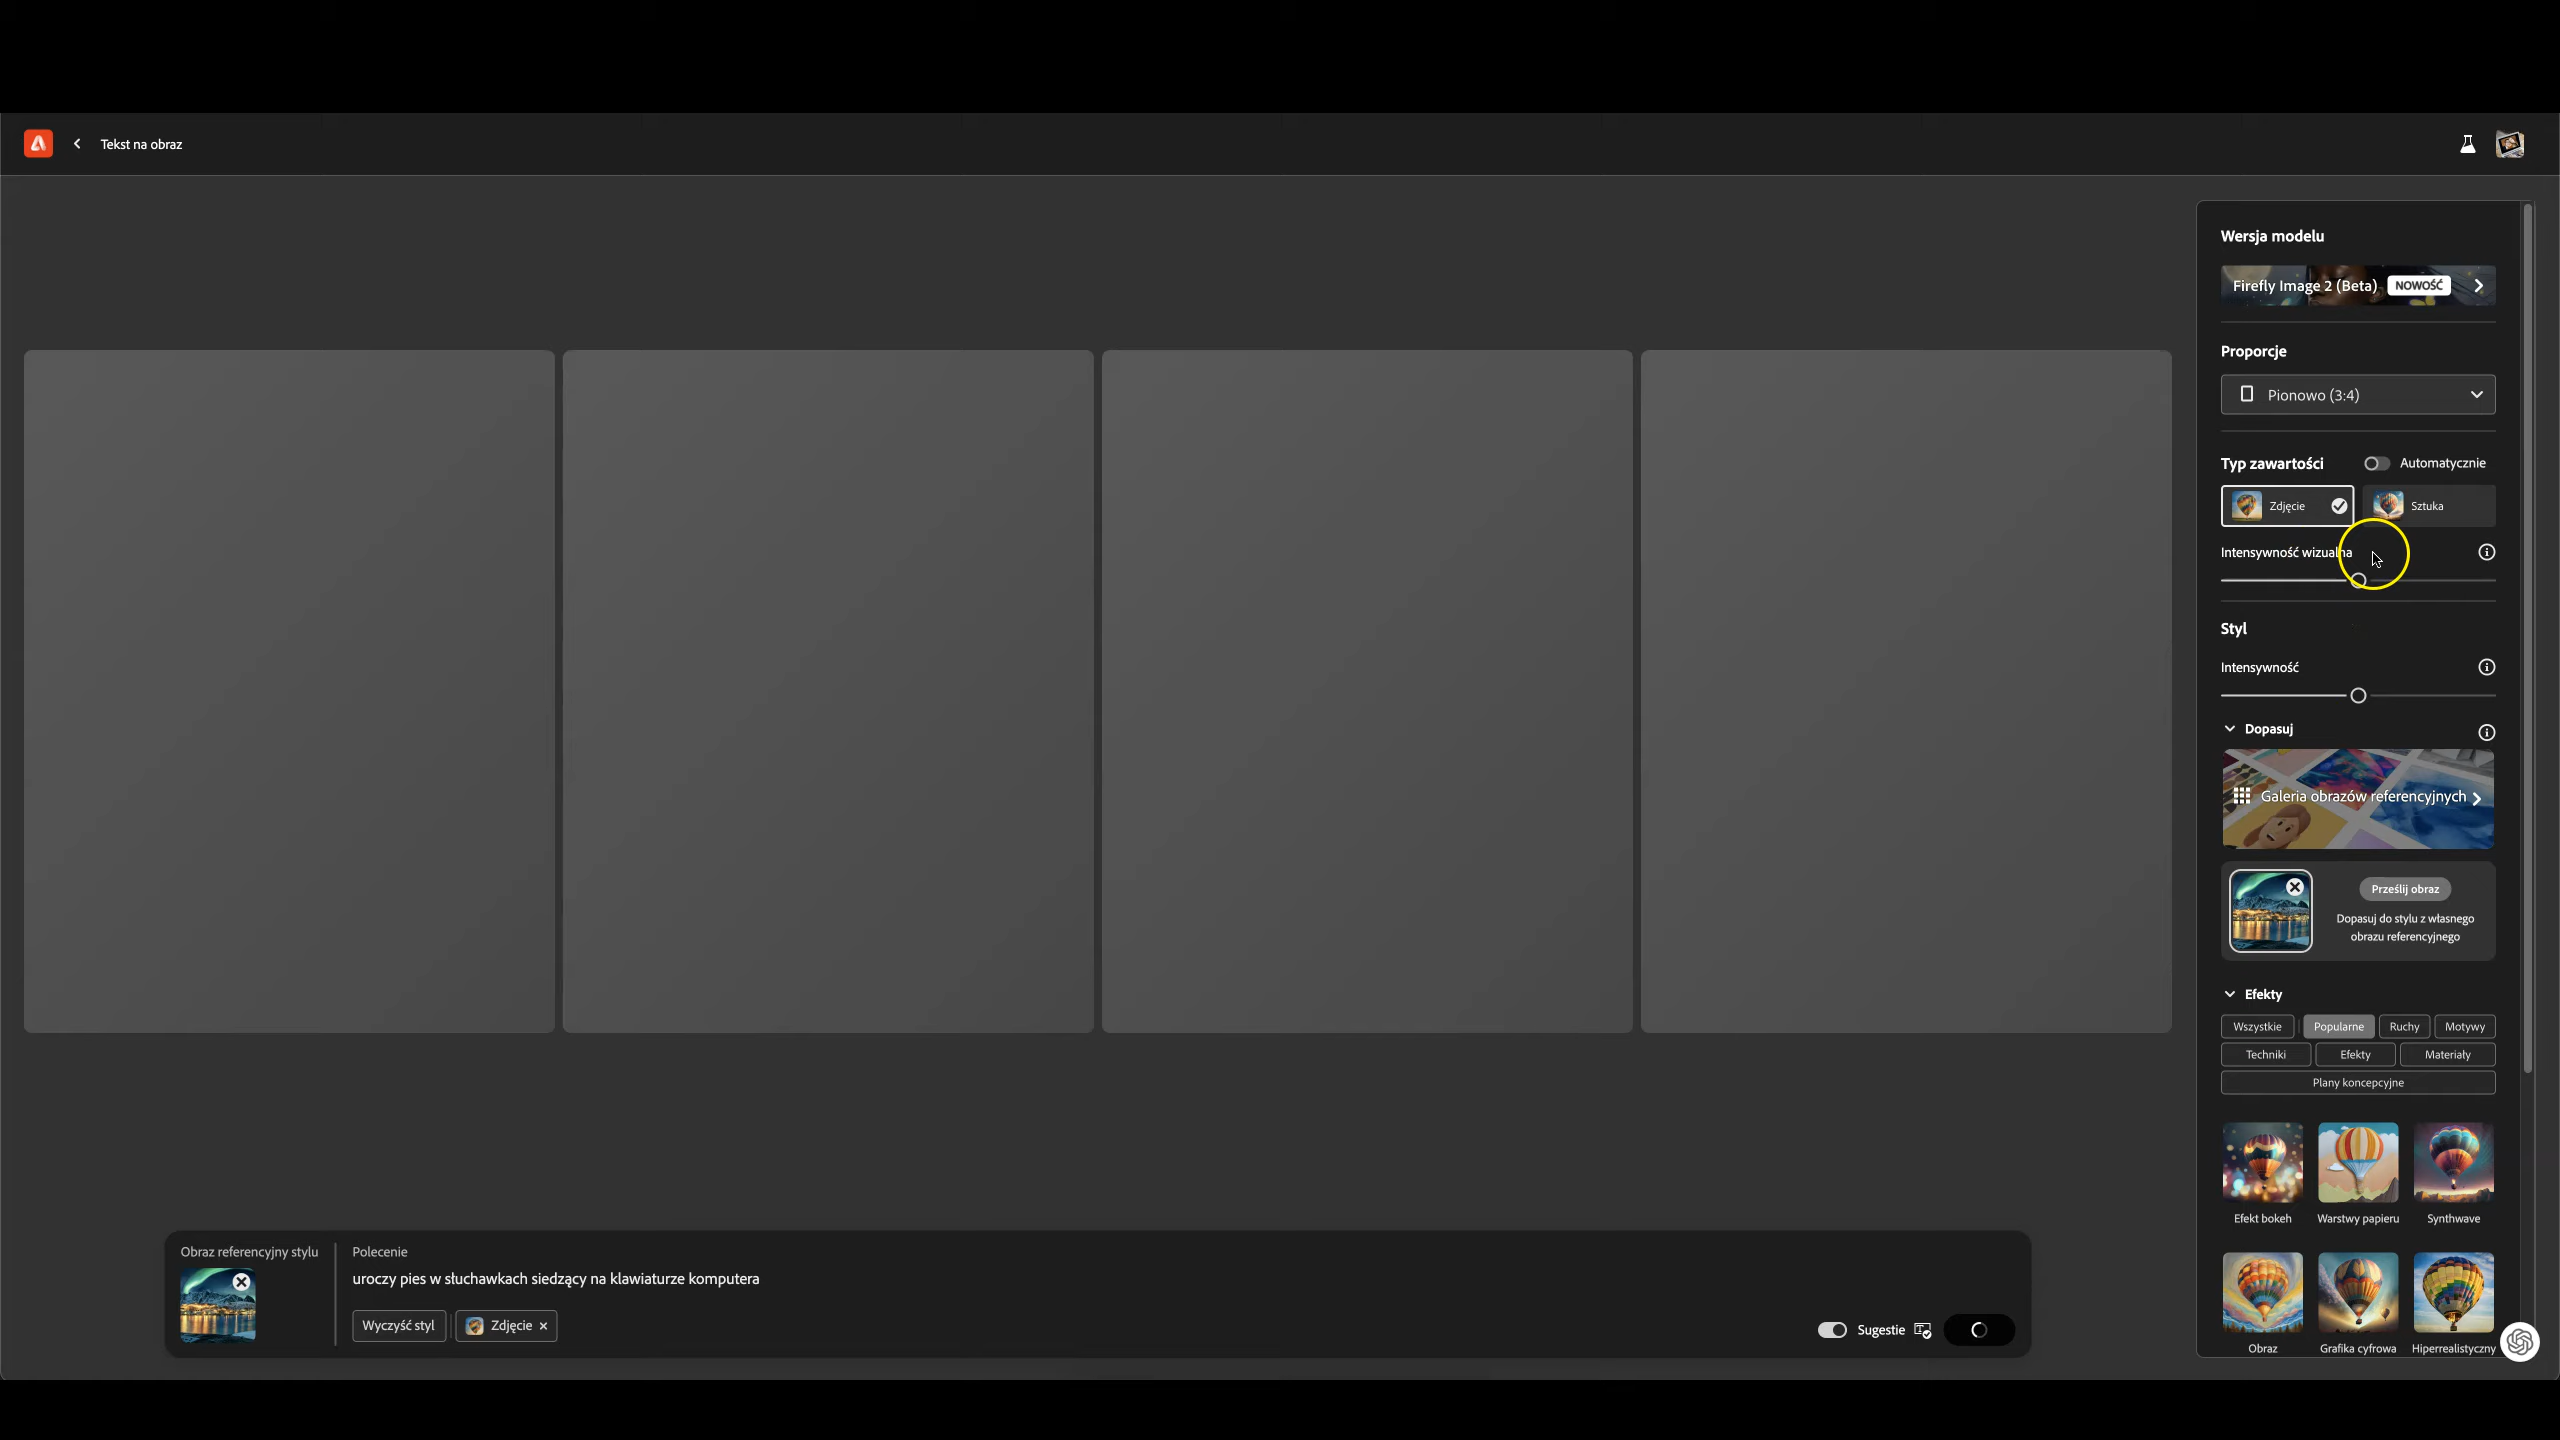 Tekst na obraz
Wersja modelu
Firefly Image 2 (Beta) NOWOŚĆ
Proporcje
Pionowo (3:4)
Typ zawartości Automatycznie
Zdjęcie Sztuka
Intensywność wizualna
Styl
Intensywność
Dopasuj
Galeria obrazów referencyjnych
Prześlij obraz
Dopasuj do stylu z własnego
obrazu referencyjnego
Efekty
Wszystkie Popularne Ruchy Motywy
Techniki Efekty Materiały
Plany koncepcyjne
Efekt bokeh Warstwy papieru Synthwave
Obraz Grafika cyfrowa Hiperrealistyczny
Obraz referencyjny stylu
Polecenie
uroczy pies w słuchawkach siedzący na klawiaturze komputera
Wyczyść styl Zdjęcie
Sugestie